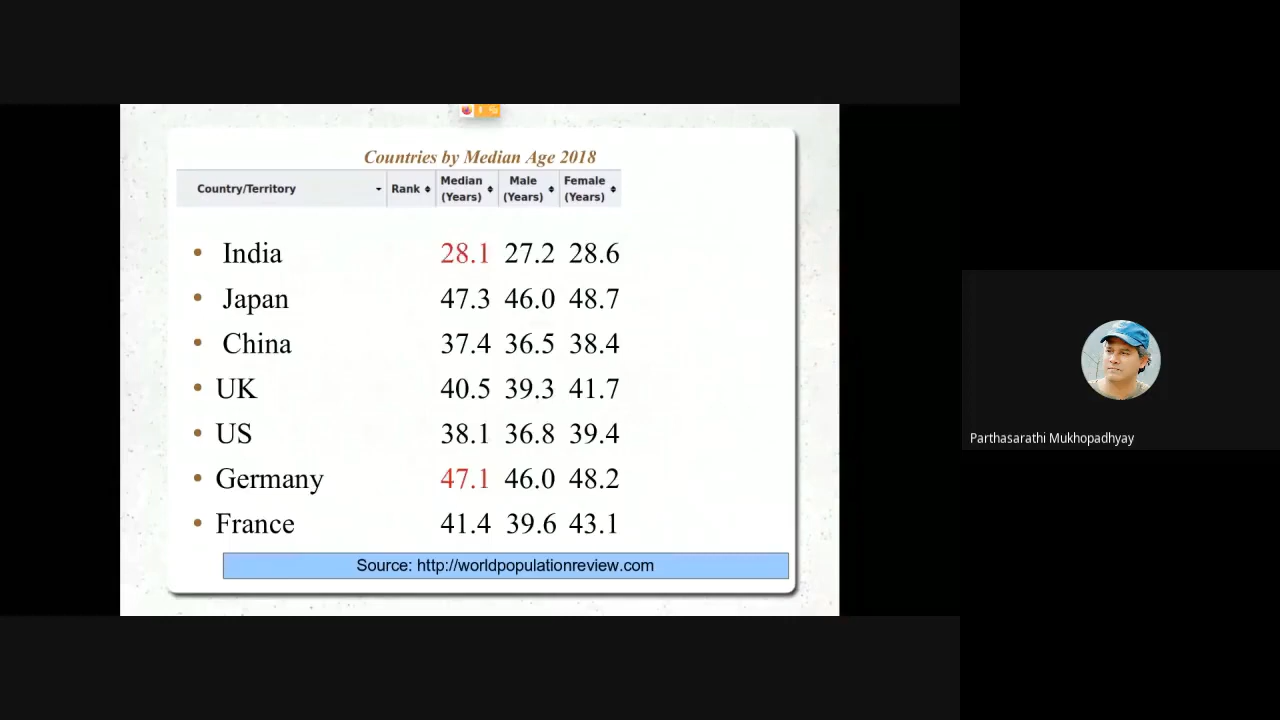 Countries by Median Age 2018
Country/Territory Rank Median (Years) Male (Years) Female (Years)
• India 28.1 27.2 28.6
• Japan 47.3 46.0 48.7
• China 37.4 36.5 38.4
• UK 40.5 39.3 41.7
• US 38.1 36.8 39.4
• Germany 47.1 46.0 48.2
• France 41.4 39.6 43.1
Source: http://worldpopulationreview.com
Parthasarathi Mukhopadhyay